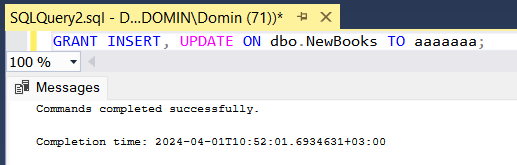 SQLQuery2.sql - D...DOMIN\Domin (71))*
GRANT INSERT, UPDATE ON dbo.NewBooks TO aaaaaaa;
100 %
Messages
Commands completed successfully.
Completion time: 2024-04-01T10:52:01.6934631+03:00